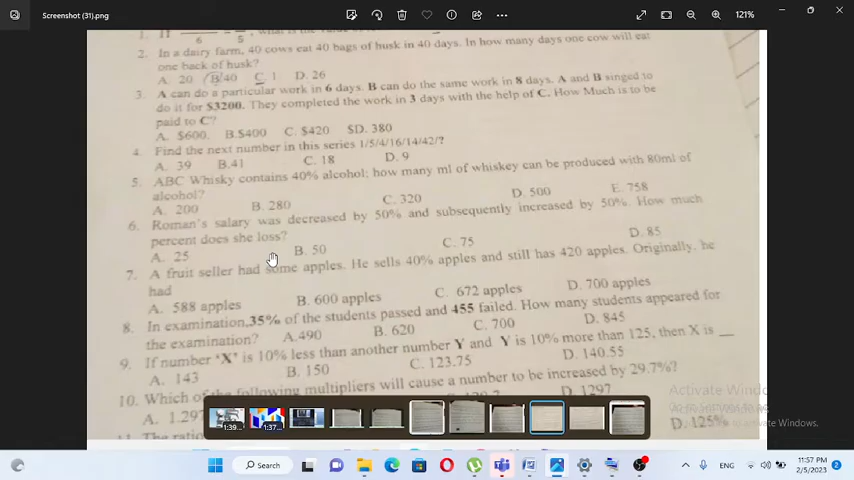 Screenshot (31).png
121%
2. In a dairy farm, 40 cows eat 40 bags of husk in 40 days. In how many days one cow will eat
one back of husk?
A. 20 B. 40 C. 1 D. 26
3. A can do a particular work in 6 days. B can do the same work in 8 days. A and B singed to
do it for $3200. They completed the work in 3 days with the help of C. How Much is to be
paid to C?
A. $600. B.$400 C. $420 $D. 380
4. Find the next number in this series 1/5/4/16/14/42/?
A. 39 B.41 C. 18 D. 9
5. ABC Whisky contains 40% alcohol; how many ml of whiskey can be produced with 80ml of
alcohol?
A. 200 B. 280 C. 320 D. 500 E. 758
6. Roman's salary was decreased by 50% and subsequently increased by 50%. How much
percent does she loss?
A. 25 B. 50 C. 75 D. 85
7. A fruit seller had some apples. He sells 40% apples and still has 420 apples. Originally, he
had
A. 588 apples B. 600 apples C. 672 apples D. 700 apples
8. In examination,35% of the students passed and 455 failed. How many students appeared for
the examination? A.490 B. 620 C. 700 D. 845
9. If number 'X' is 10% less than another number Y and Y is 10% more than 125, then X is __
A. 143 B. 150 C. 123.75 D. 140.55
10. Which of the following multipliers will cause a number to be increased by 29.7%?
A. 1.297 D. 1297
D. 125%
1:39...
1:37...
Search
ENG
11:57 PM
2/5/2023